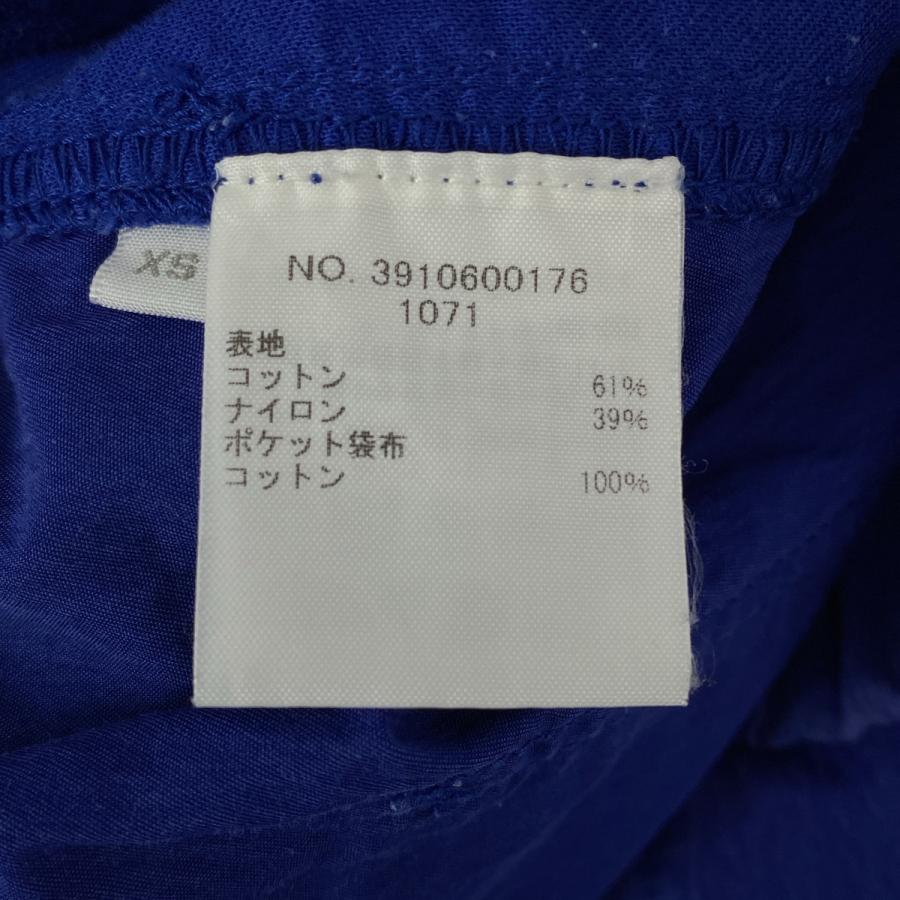 XS
NO. 3910600176
1071
表地
コットン 61%
ナイロン 39%
ポケット袋布
コットン 100%